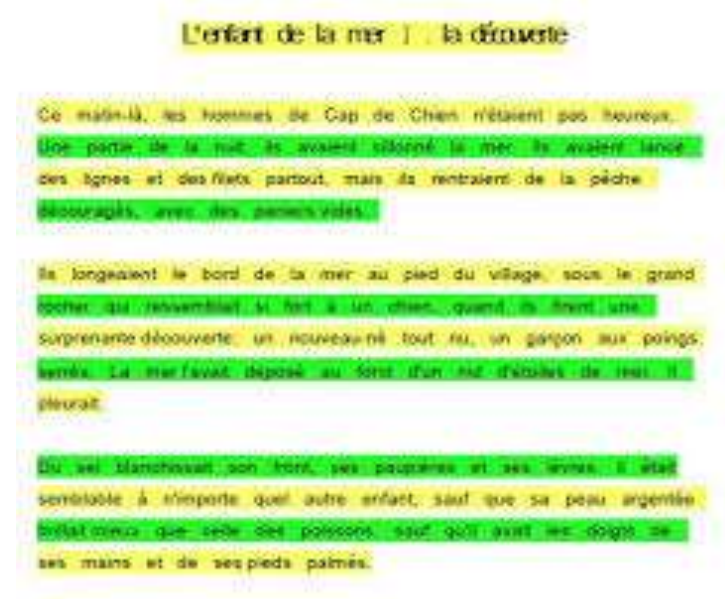 L'enfant de la mer 1 . la découverte
Ce matin-là, les hommes de Cap de Chien n'étaient pas heureux.
Une partie de la nuit, ils avaient sillonné la mer. Ils avaient lancé
des lignes et des filets partout, mais ils rentraient de la pêche
découragés, avec des paniers vides.
Ils longeaient le bord de la mer au pied du village, sous le grand
rocher qui ressemblait si fort à un chien, quand ils firent une
surprenante découverte: un nouveau-né tout nu, un garçon aux poings
serrés. La mer l'avait déposé au fond d'un nid d'étoiles de mer. Il
pleurait.
Du sel blanchissait son front, ses paupières et ses lèvres. Il était
semblable à n'importe quel autre enfant, sauf que sa peau argentée
brillait mieux que celle des poissons, sauf qu'il avait les doigts de
ses mains et de ses pieds palmés.